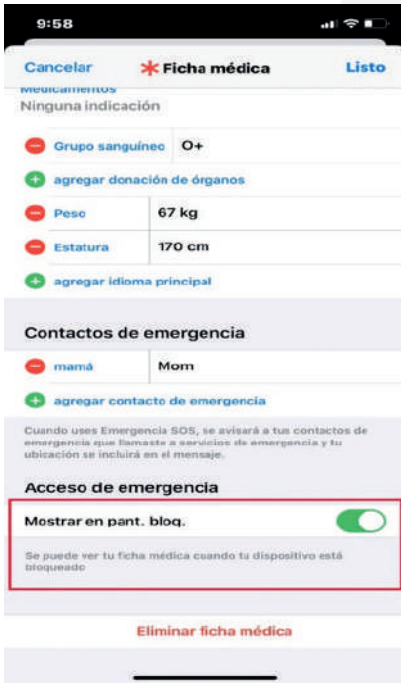 9:58
Cancelar
Ficha médica
Listo
Medicamentos
Ninguna indicación
Grupo sanguíneo O+
agregar donación de órganos
Peso 67 kg
Estatura 170 cm
agregar idioma principal
Contactos de emergencia
mamá Mom
agregar contacto de emergencia
Cuando uses Emergencia SOS, se avisará a tus contactos de
emergencia que llamaste a servicios de emergencia y tu
ubicación se incluirá en el mensaje.
Acceso de emergencia
Mostrar en pant. bloq.
Se puede ver tu ficha médica cuando tu dispositivo está
bloqueado
Eliminar ficha médica